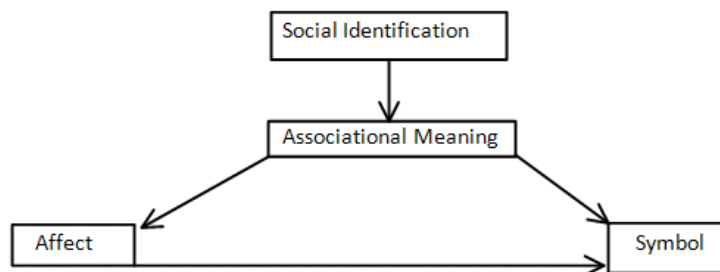 Social Identification
Associational Meaning
Affect
Symbol